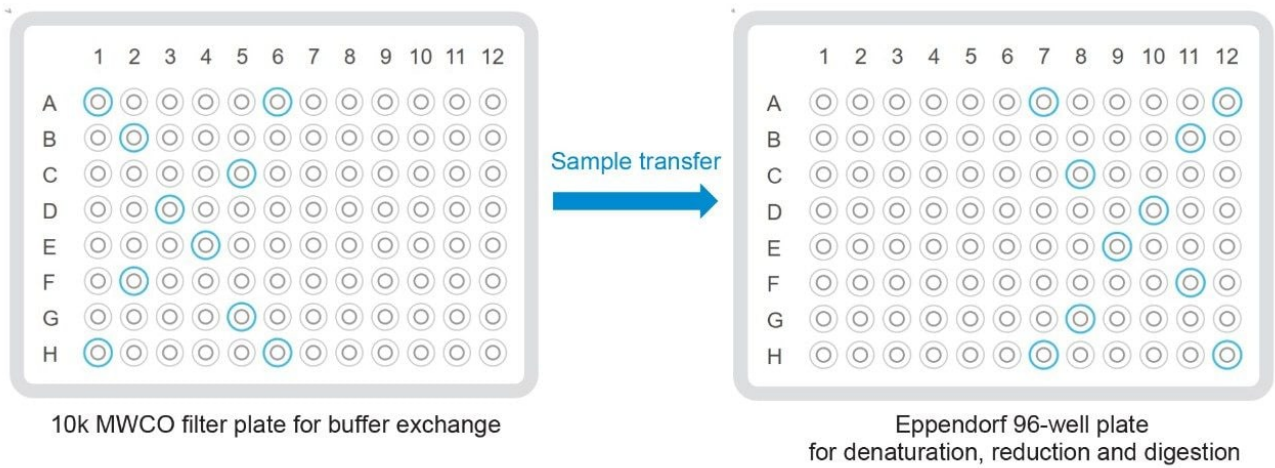 1 2 3 4 5 6 7 8 9 10 11 12
A
B
C
D
E
F
G
H
10k MWCO filter plate for buffer exchange
Sample transfer
1 2 3 4 5 6 7 8 9 10 11 12
A
B
C
D
E
F
G
H
Eppendorf 96-well plate
for denaturation, reduction and digestion